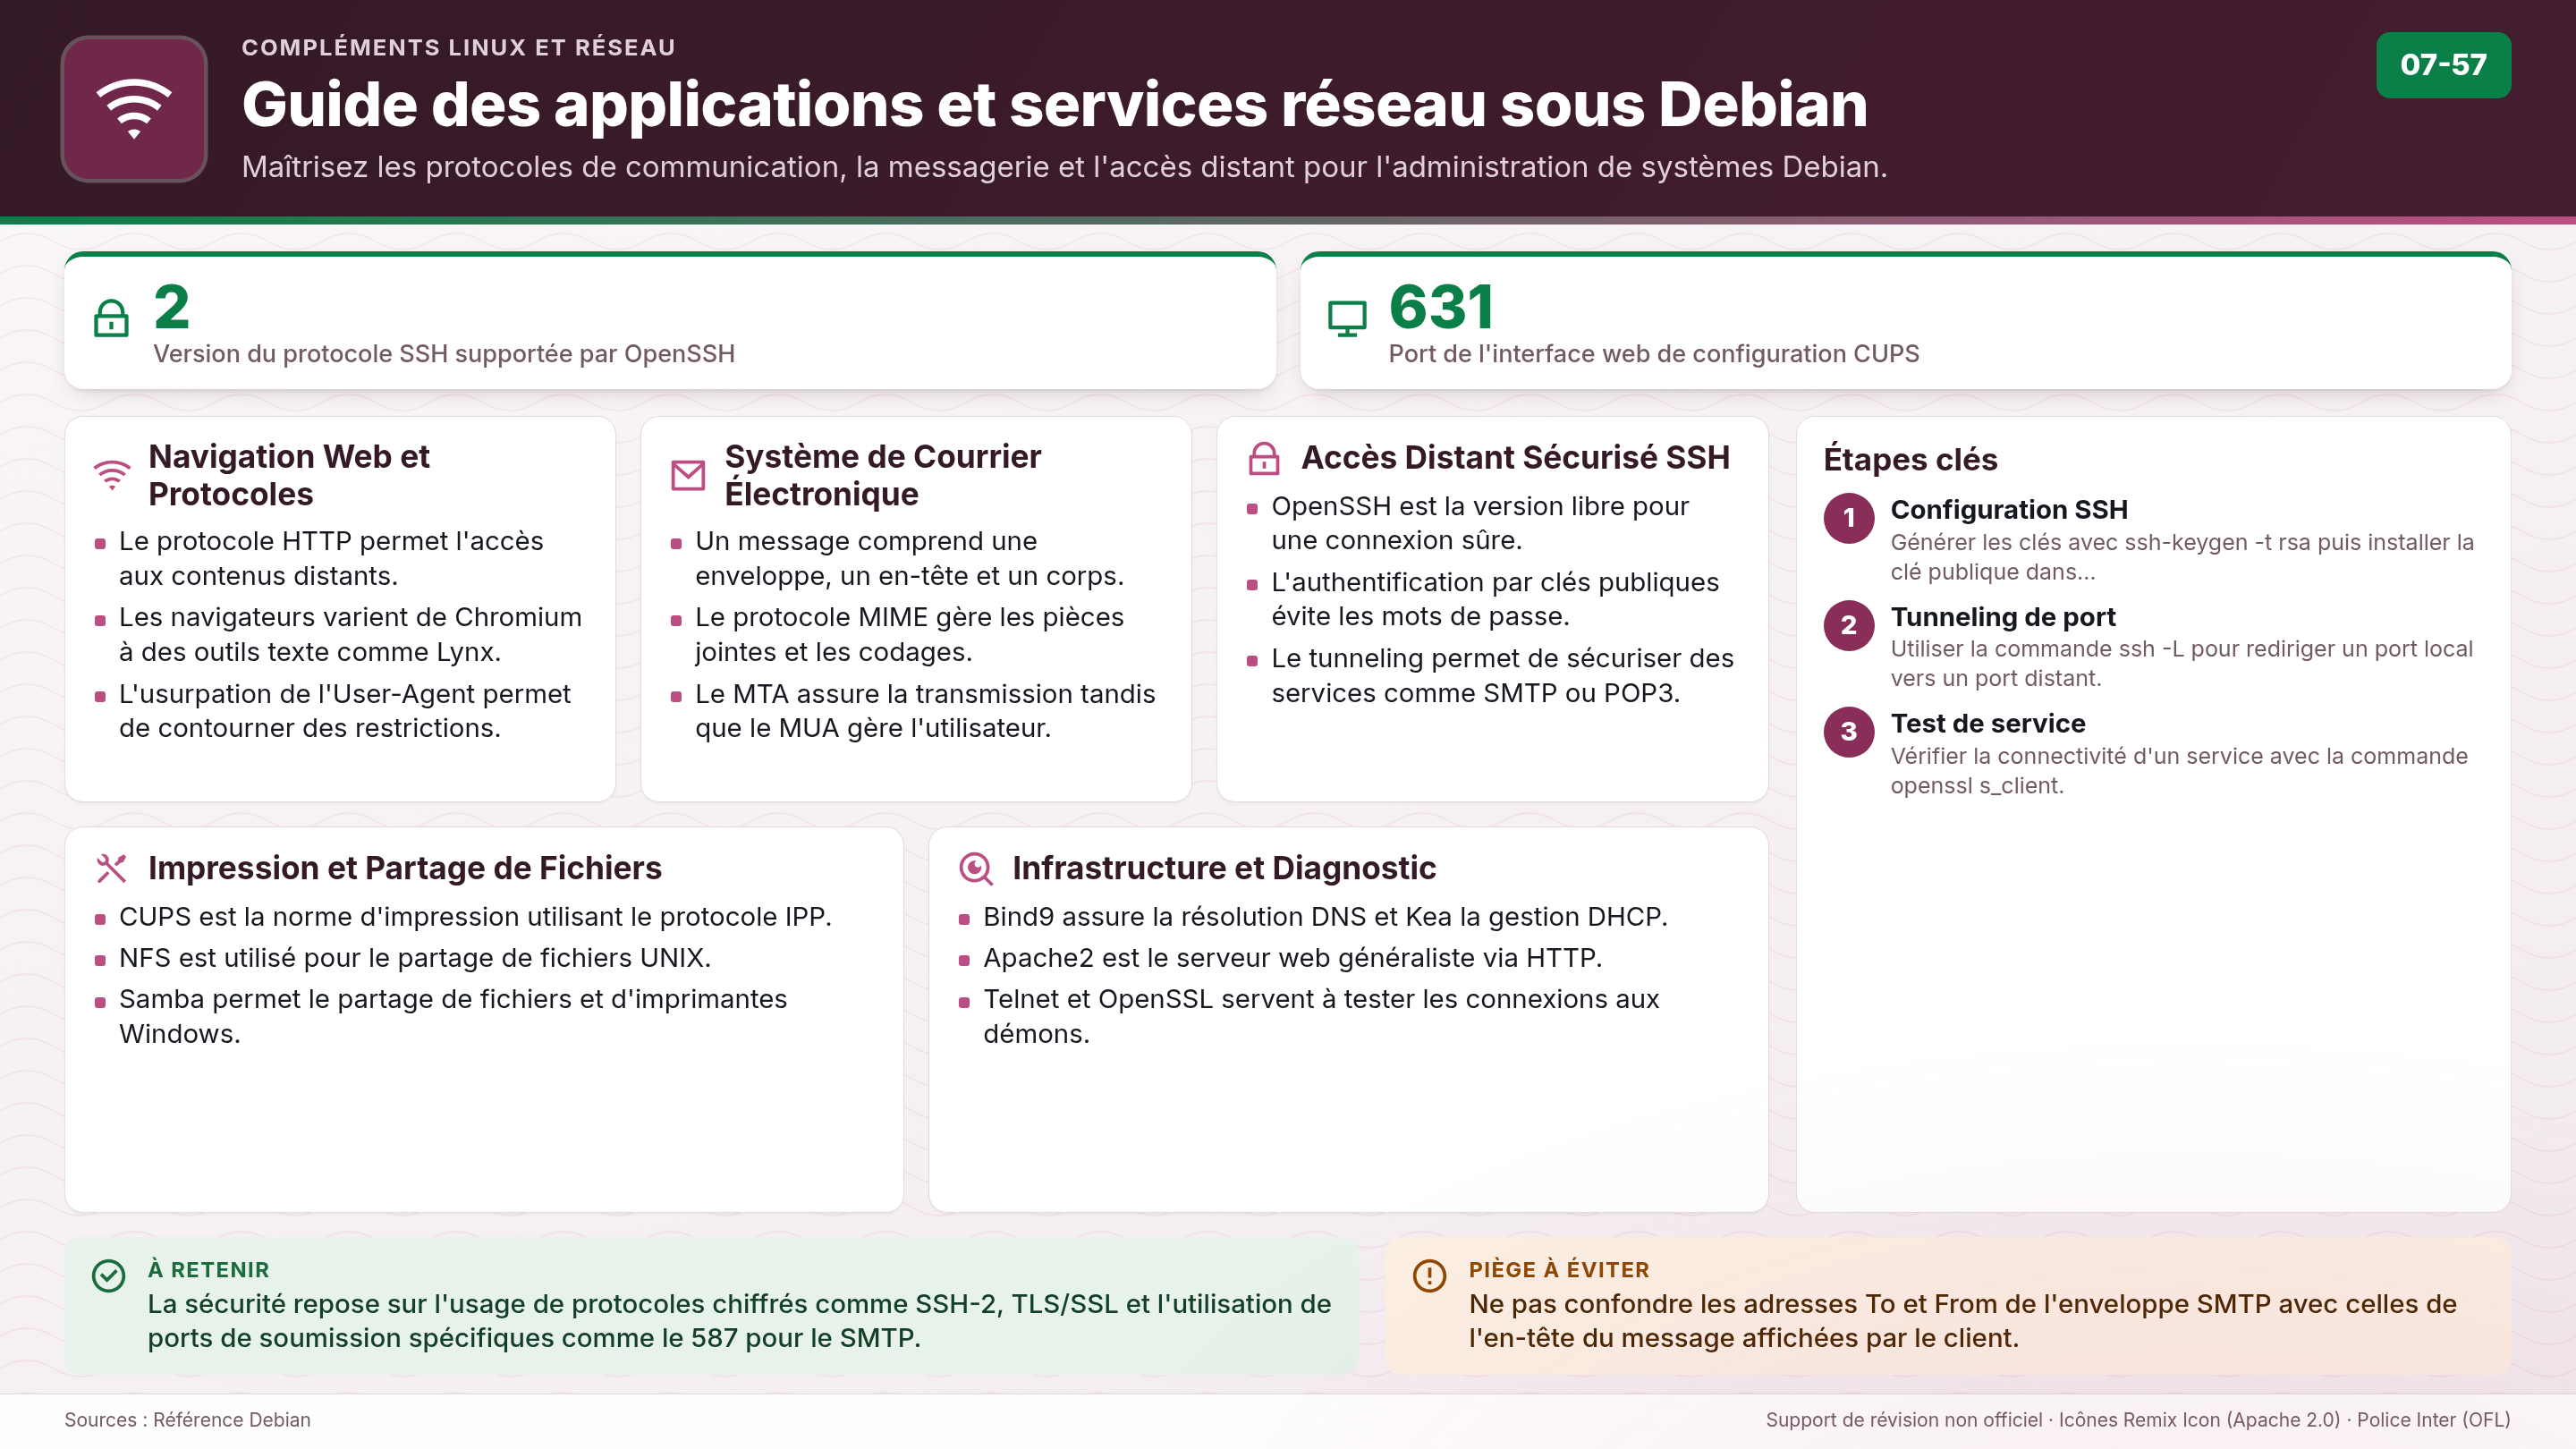 COMPLÉMENTS LINUX ET RÉSEAU
Guide des applications et services réseau sous Debian
Maîtrisez les protocoles de communication, la messagerie et l'accès distant pour l'administration de systèmes Debian.
07-57
2
Version du protocole SSH supportée par OpenSSH
631
Port de l'interface web de configuration CUPS
Navigation Web et
Protocoles
Le protocole HTTP permet l'accès
aux contenus distants.
Les navigateurs varient de Chromium
à des outils texte comme Lynx.
L'usurpation de l'User-Agent permet
de contourner des restrictions.
Système de Courrier
Électronique
Un message comprend une
enveloppe, un en-tête et un corps.
Le protocole MIME gère les pièces
jointes et les codages.
Le MTA assure la transmission tandis
que le MUA gère l'utilisateur.
Accès Distant Sécurisé SSH
OpenSSH est la version libre pour
une connexion sûre.
L'authentification par clés publiques
évite les mots de passe.
Le tunneling permet de sécuriser des
services comme SMTP ou POP3.
Étapes clés
1
Configuration SSH
Générer les clés avec ssh-keygen -t rsa puis installer la
clé publique dans...
2
Tunneling de port
Utiliser la commande ssh -L pour rediriger un port local
vers un port distant.
3
Test de service
Vérifier la connectivité d'un service avec la commande
openssl s_client.
Impression et Partage de Fichiers
CUPS est la norme d'impression utilisant le protocole IPP.
NFS est utilisé pour le partage de fichiers UNIX.
Samba permet le partage de fichiers et d'imprimantes
Windows.
Infrastructure et Diagnostic
Bind9 assure la résolution DNS et Kea la gestion DHCP.
Apache2 est le serveur web généraliste via HTTP.
Telnet et OpenSSL servent à tester les connexions aux
démons.
À RETENIR
La sécurité repose sur l'usage de protocoles chiffrés comme SSH-2, TLS/SSL et l'utilisation de
ports de soumission spécifiques comme le 587 pour le SMTP.
PIÈGE À ÉVITER
Ne pas confondre les adresses To et From de l'enveloppe SMTP avec celles de
l'en-tête du message affichées par le client.
Sources : Référence Debian
Support de révision non officiel · Icônes Remix Icon (Apache 2.0) · Police Inter (OFL)